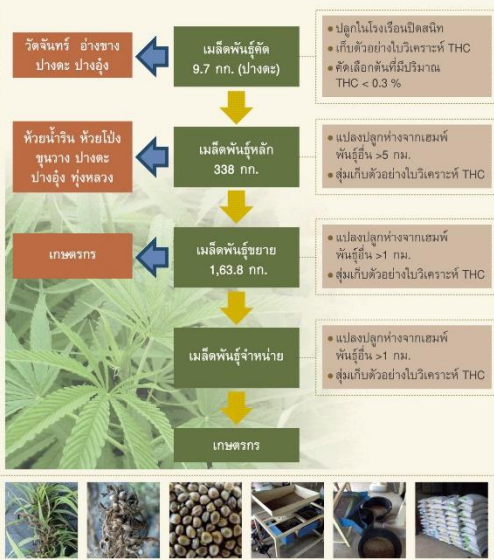 วัดจันทร์ อ่างขาง
ปางดะ ปางอุ๋ง
เมล็ดพันธุ์คัด
9.7 กก. (ปางดะ)
• ปลูกในโรงเรือนปิดสนิท
• เก็บตัวอย่างใบวิเคราะห์ THC
• คัดเลือกต้นที่มีปริมาณ
THC < 0.3 %
ห้วยน้ำริน ห้วยโป่ง
ขุนวาง ปางดะ
ปางอุ๋ง ทุ่งหลวง
เมล็ดพันธุ์หลัก
338 กก.
• แปลงปลูกห่างจากเฮมพ์
พันธุ์อื่น >5 กม.
• สุ่มเก็บตัวอย่างใบวิเคราะห์ THC
เกษตรกร
เมล็ดพันธุ์ขยาย
1,63.8 กก.
• แปลงปลูกห่างจากเฮมพ์
พันธุ์อื่น >1 กม.
• สุ่มเก็บตัวอย่างใบวิเคราะห์ THC
เมล็ดพันธุ์จำหน่าย
• แปลงปลูกห่างจากเฮมพ์
พันธุ์อื่น >1 กม.
• สุ่มเก็บตัวอย่างใบวิเคราะห์ THC
เกษตรกร